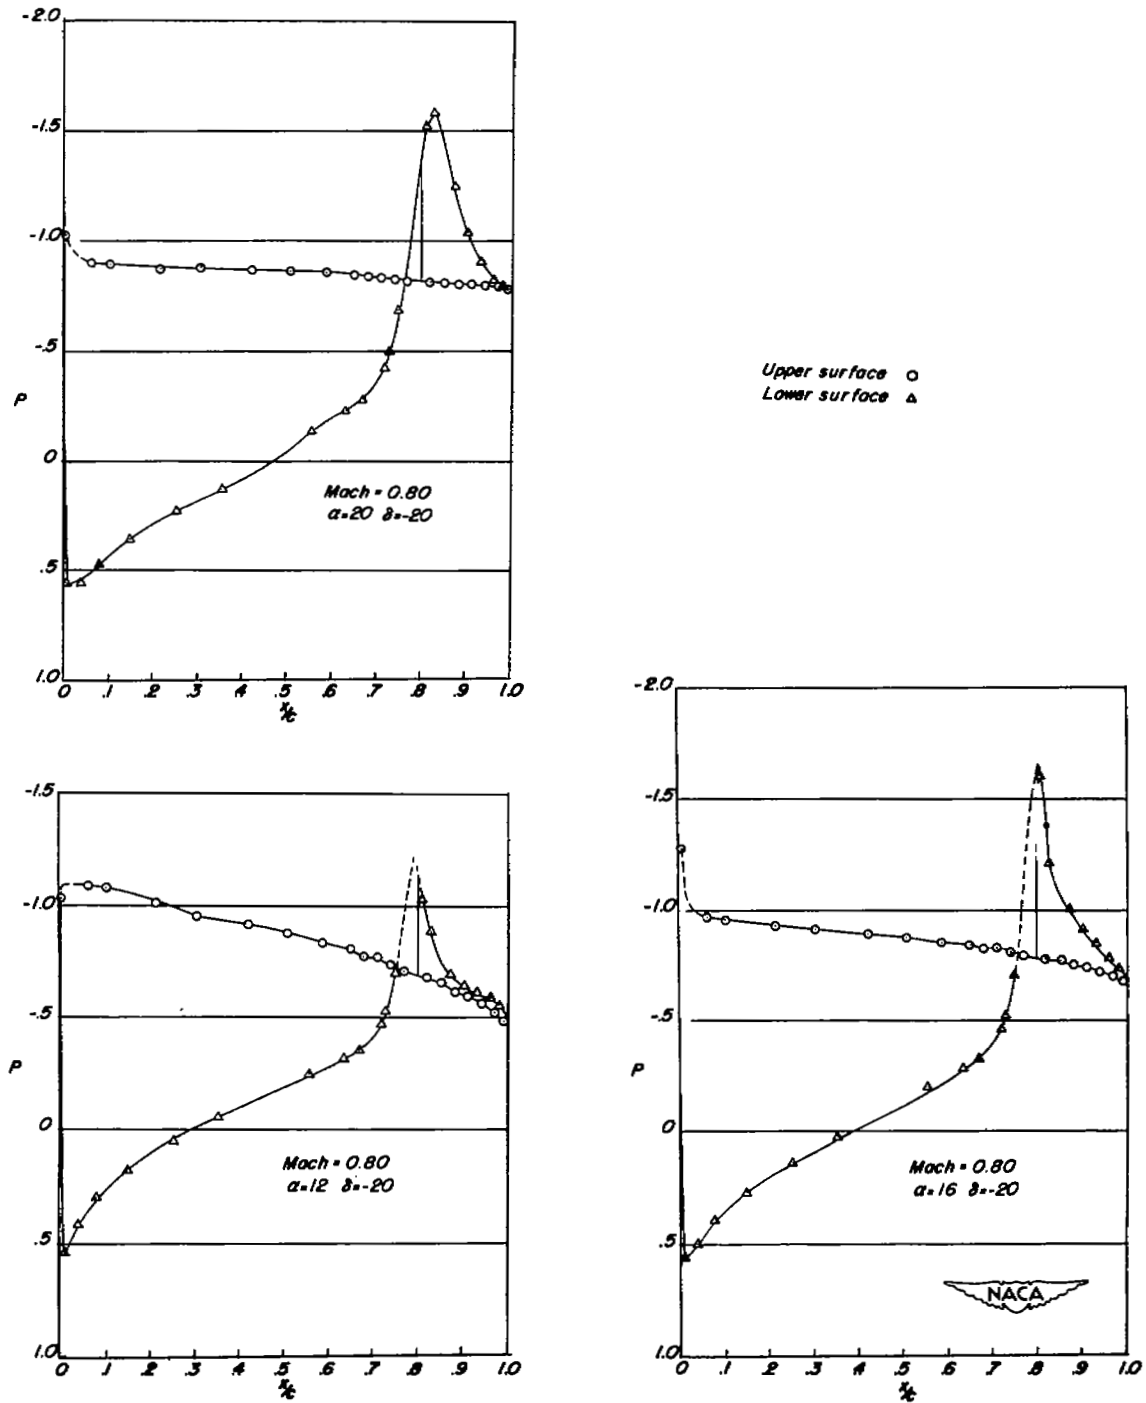 -2.0
-1.5
-1.0
-.5
P
0
.5
1.0
0 .1 .2 .3 .4 .5 .6 .7 .8 .9 1.0
x/c
Mach = 0.80
α=20 δ=-20
Upper surface
Lower surface
-1.5
-1.0
-.5
P
0
.5
1.0
0 .1 .2 .3 .4 .5 .6 .7 .8 .9 1.0
x/c
Mach = 0.80
α=12 δ=-20
-2.0
-1.5
-1.0
-.5
P
0
.5
1.0
0 .1 .2 .3 .4 .5 .6 .7 .8 .9 1.0
x/c
Mach = 0.80
α=16 δ=-20
NACA